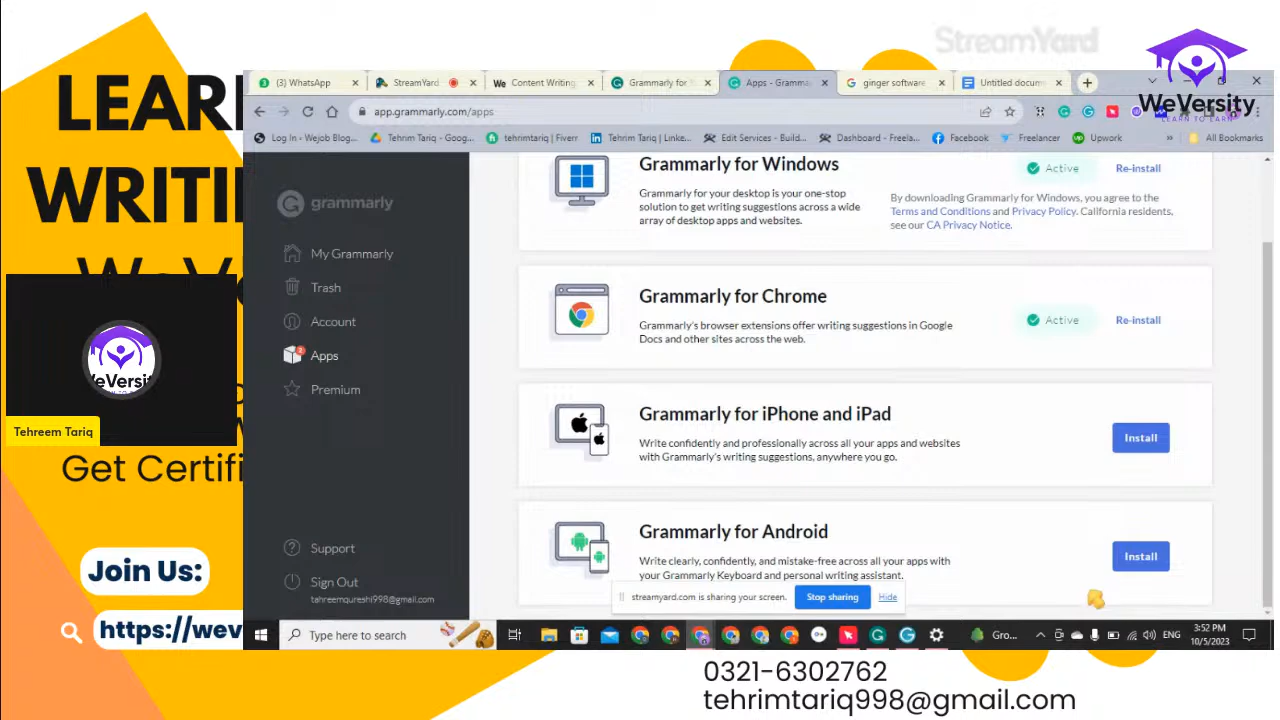 StreamYard
WeVersity
LEARN TO EARN
LEAR
WRITI
WeV
Get Certifi
Join Us:
https://wev
0321-6302762
tehrimtariq998@gmail.com
WeVersit
Tehreem Tariq
(3) WhatsApp
StreamYard
Content Writing
Grammarly for
Apps - Gramma
ginger software
Untitled docum
app.grammarly.com/apps
Log In - Wejob Blog...
Tehrim Tariq - Goog...
tehrimtariq | Fiverr
Tehrim Tariq | Linke...
Edit Services - Build...
Dashboard - Freela...
Facebook
Freelancer
Upwork
»
All Bookmarks
grammarly
My Grammarly
Trash
Account
Apps
Premium
Support
Sign Out
tahreemqureshi998@gmail.com
Grammarly for Windows
Grammarly for your desktop is your one-stop
solution to get writing suggestions across a wide
array of desktop apps and websites.
Active
Re-install
By downloading Grammarly for Windows, you agree to the
Terms and Conditions and Privacy Policy. California residents,
see our CA Privacy Notice.
Grammarly for Chrome
Grammarly's browser extensions offer writing suggestions in Google
Docs and other sites across the web.
Active
Re-install
Grammarly for iPhone and iPad
Write confidently and professionally across all your apps and websites
with Grammarly's writing suggestions, anywhere you go.
Install
Grammarly for Android
Write clearly, confidently, and mistake-free across all your apps with
your Grammarly Keyboard and personal writing assistant.
Install
streamyard.com is sharing your screen.
Stop sharing
Hide
Type here to search
Gro...
ENG
3:52 PM
10/5/2023